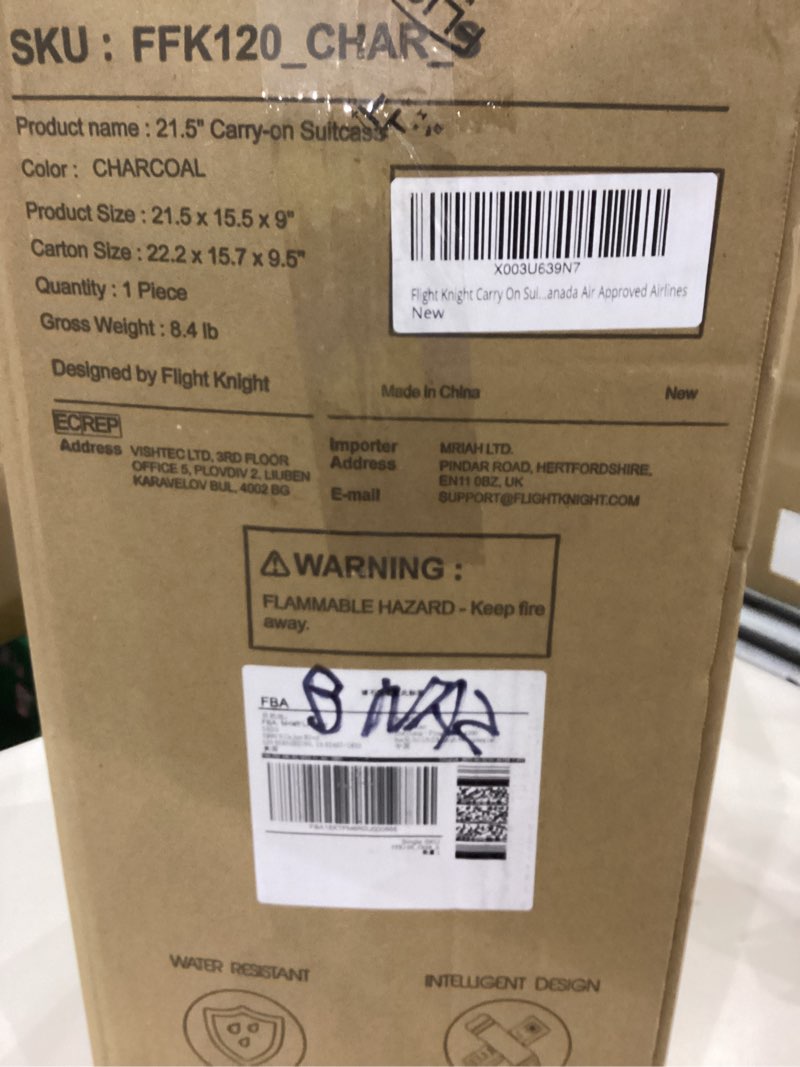 SKU : FFK120_CHAR_S
Product name : 21.5" Carry-on Suitcase
Color : CHARCOAL
Product Size : 21.5 x 15.5 x 9"
Carton Size : 22.2 x 15.7 x 9.5"
Quantity : 1 Piece
Gross Weight : 8.4 lb
Designed by Flight Knight
X003U639N7
Flight Knight Carry On Sui...anada Air Approved Airlines
New
Made in China
New
EC REP
Address VISHTEC LTD, 3RD FLOOR
OFFICE 5, PLOVDIV 2, LIUBEN
KARAVELOV BUL, 4002 BG
Importer MRIAH LTD.
Address PINDAR ROAD, HERTFORDSHIRE,
EN11 0BZ, UK
E-mail SUPPORT@FLIGHTKNIGHT.COM
WARNING :
FLAMMABLE HAZARD - Keep fire
away.
FBA
WATER RESISTANT
INTELLIGENT DESIGN